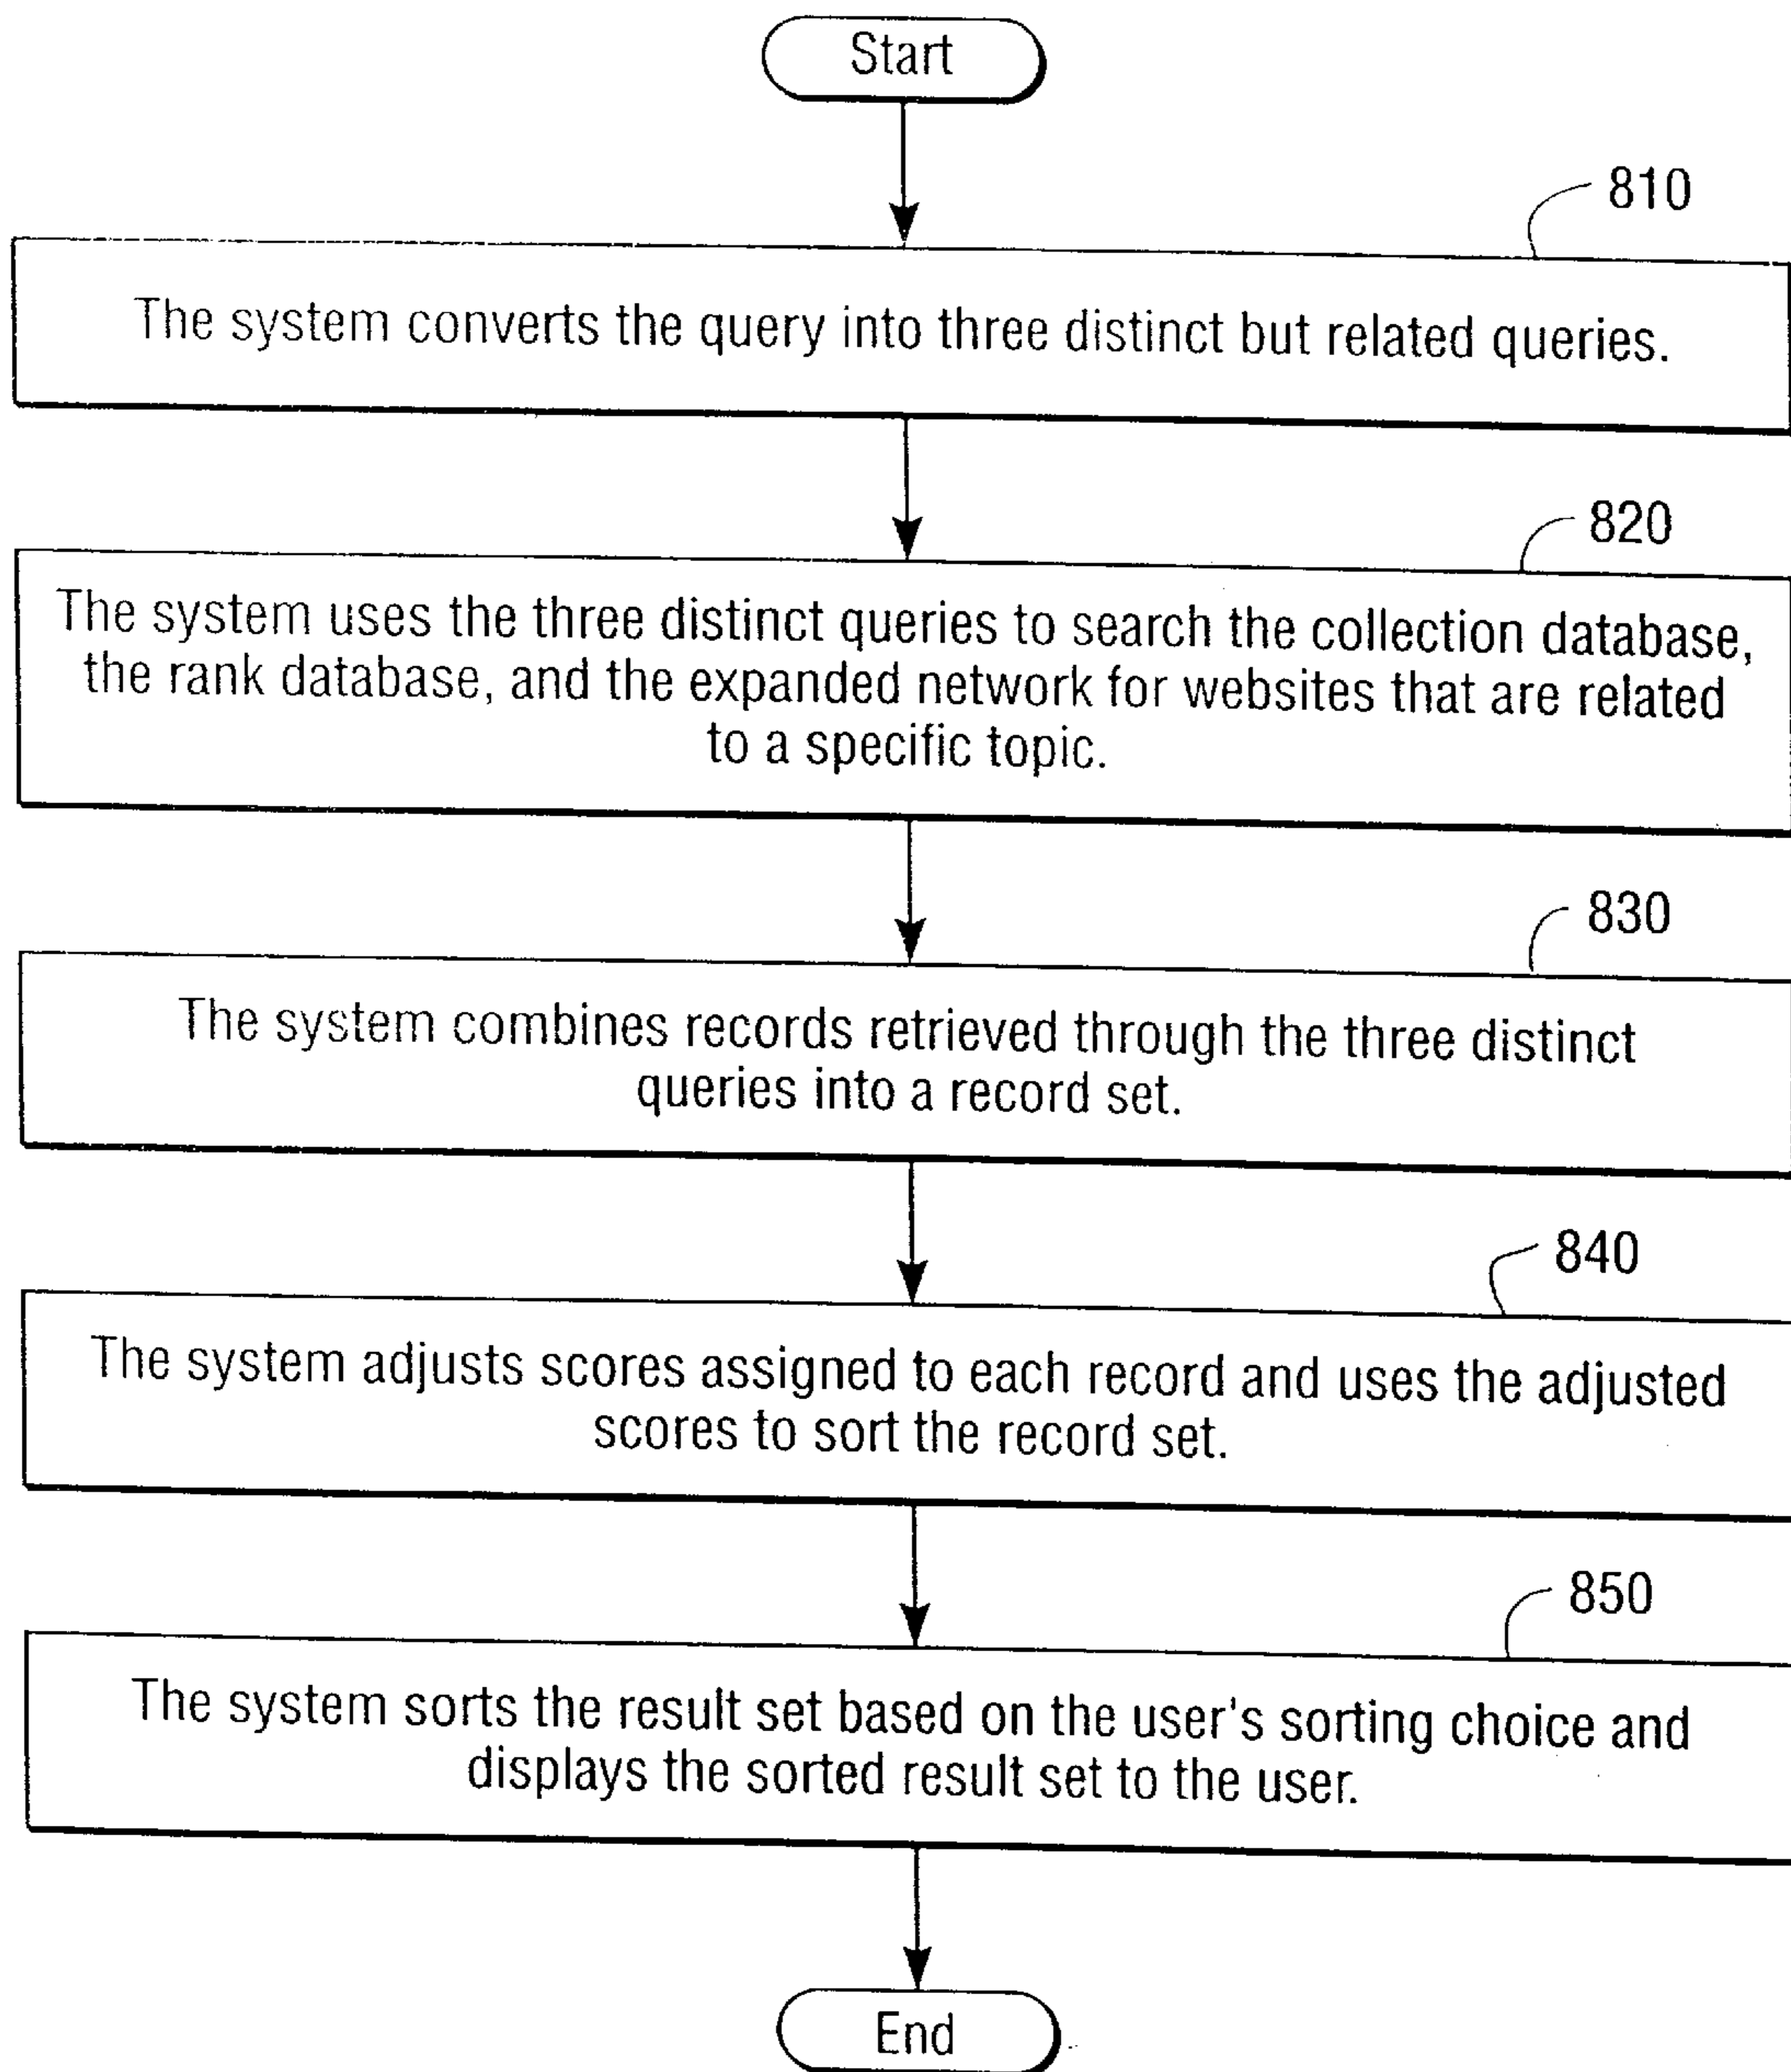 Start
810
The system converts the query into three distinct but related queries.
820
The system uses the three distinct queries to search the collection database,
the rank database, and the expanded network for websites that are related
to a specific topic.
830
The system combines records retrieved through the three distinct
queries into a record set.
840
The system adjusts scores assigned to each record and uses the adjusted
scores to sort the record set.
850
The system sorts the result set based on the user's sorting choice and
displays the sorted result set to the user.
End